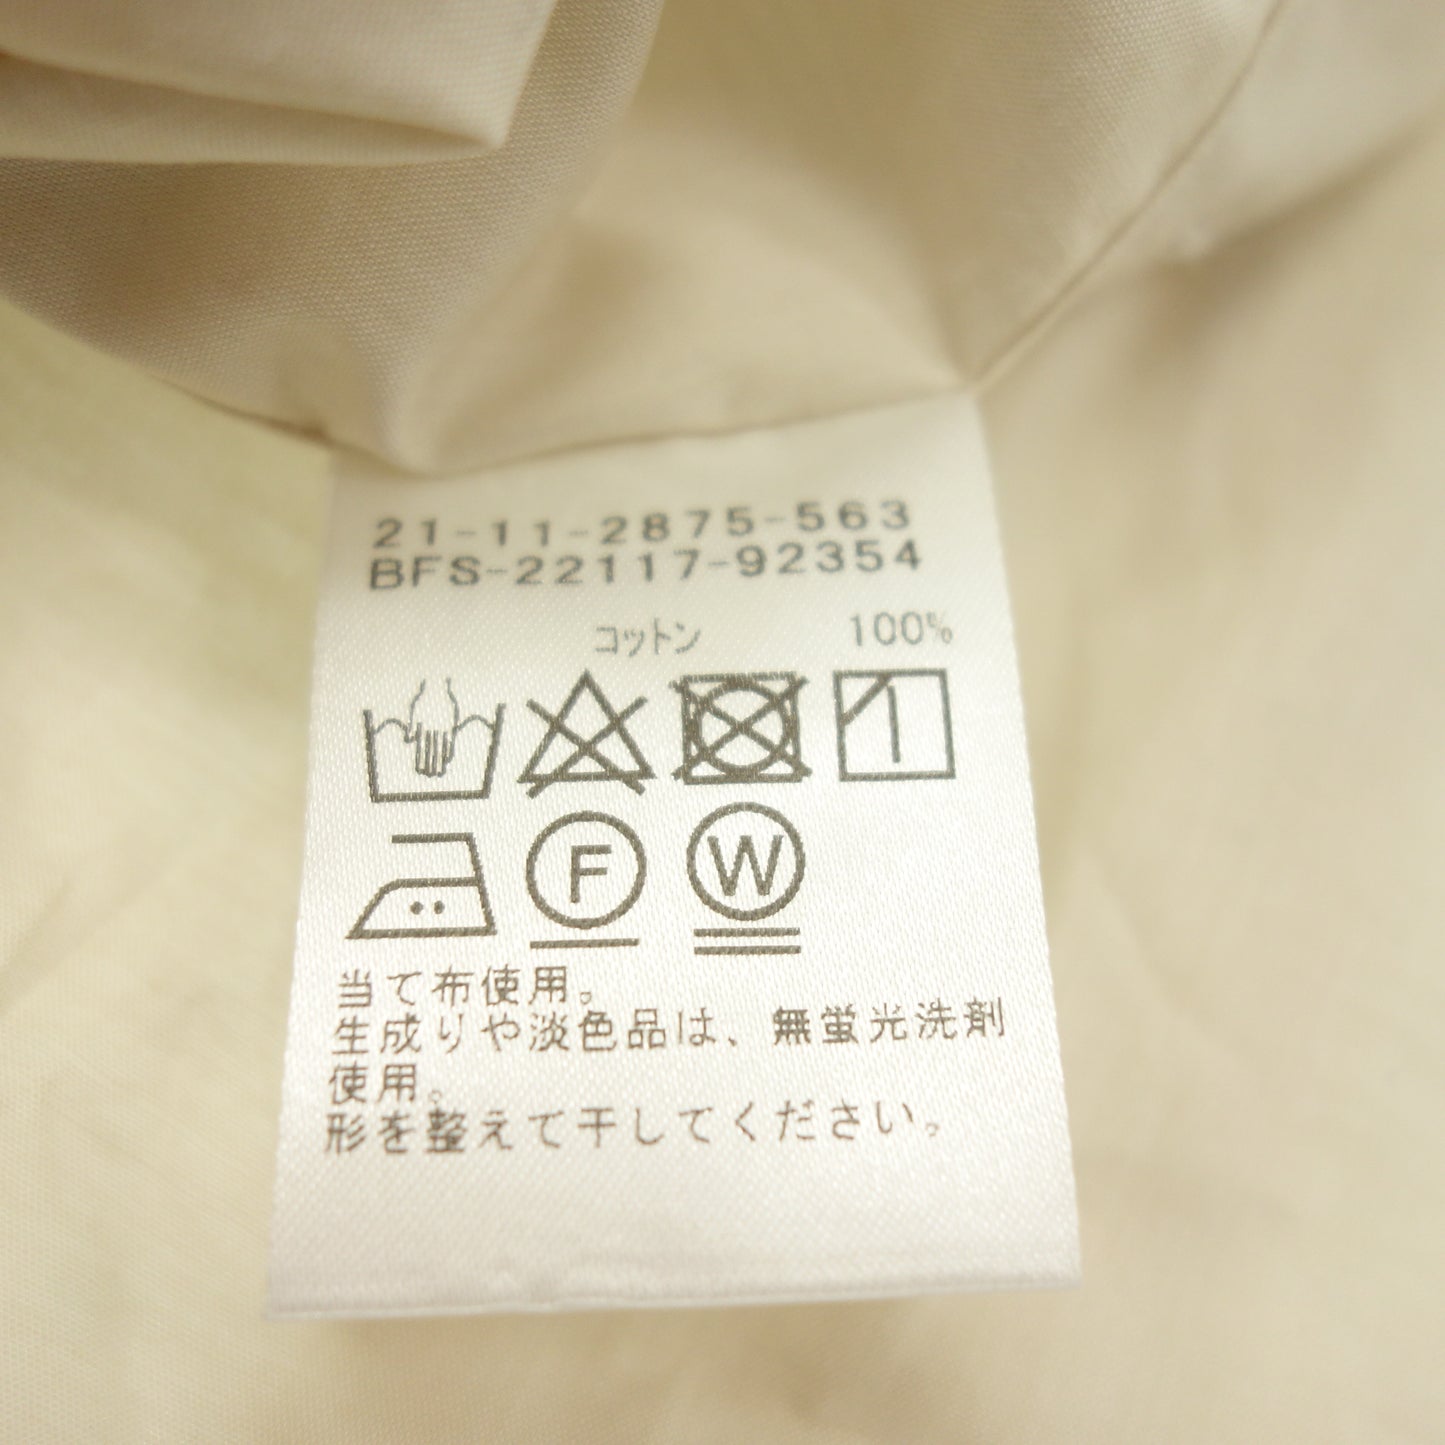 21-11-2875-563
BFS-22117-92354
コットン 100%
F W
当て布使用。
生成りや淡色品は、無蛍光洗剤
使用。
形を整えて干してください。